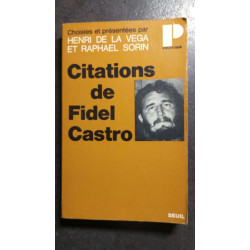 Choisies et présentées par
HENRI DE LA VEGA
ET RAPHAEL SORIN
P
Citations
de
Fidel
Castro
SEUIL